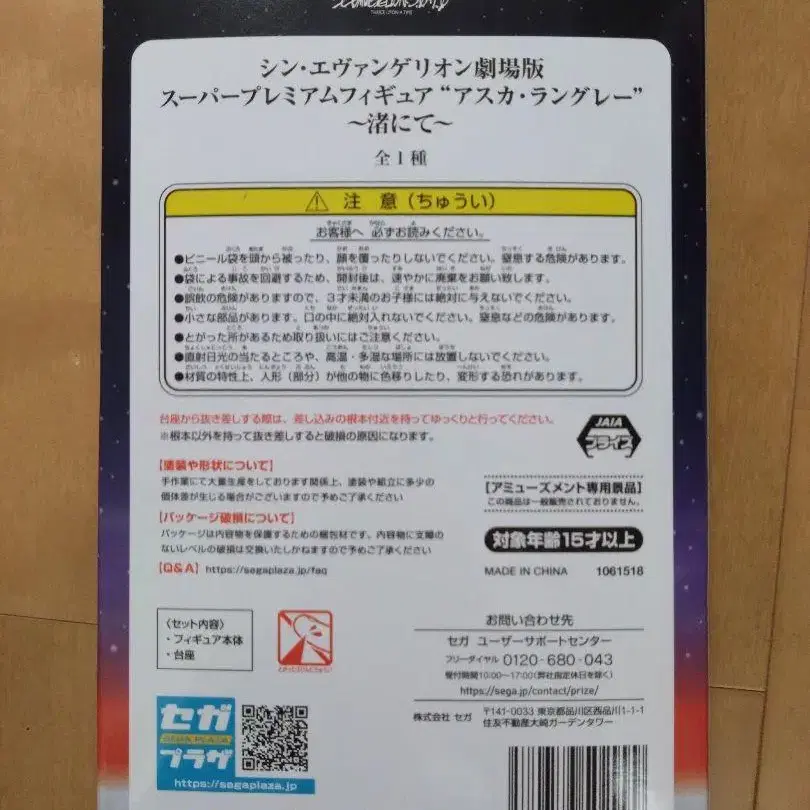 THRICE UPON A TIME
シン・エヴァンゲリオン劇場版
スーパープレミアムフィギュア“アスカ・ラングレー”
～渚にて～
全1種
注 意(ちゅうい)
お客様へ 必ずお読みください。
●ビニール袋を頭から被ったり、顔を覆ったりしないでください。窒息する危険があります。
●袋による事故を回避するため、開封後は、速やかに廃棄をお願い致します。
●誤飲の危険がありますので、3才未満のお子様には絶対に与えないでください。
●小さな部品があります。口の中に絶対入れないでください。窒息などの危険があります。
●とがった所があるため取り扱いにはご注意ください。
●直射日光の当たるところや、高温・多湿な場所には放置しないでください。
●材質の特性上、人形(部分)が他の物に色移りしたり、変形する恐れがあります。
台座から抜き差しする際は、差し込みの根本付近を持ってゆっくりと行ってください。
※根本以外を持って抜き差しすると破損の原因になります。
JAIA
プライズ
【塗装や形状について】
手作業にて大量生産をしております関係上、塗装や組立に多少の
個体差が生じる場合がございますので予めご了承ください
【パッケージ破損について】
パッケージは内容物を保護するための梱包材です。内容物に支障の
ないレベルの破損は交換いたしかねますので予めご了承ください
【Q&A】https://segaplaza.jp/faq
【アミューズメント専用景品】
この商品は一般販売されておりません。
対象年齢15才以上
MADE IN CHINA 1061518
〈セット内容〉
・フィギュア本体
・台座
お問い合わせ先
セガ ユーザーサポートセンター
フリーダイヤル 0120-680-043
受付時間10:00～17:00(弊社指定休日を除く)
https://sega.jp/contact/prize/
株式会社 セガ 〒141-0033 東京都品川区西品川1-1-1
住友不動産大崎ガーデンタワー
セガ
SEGA PLAZA
プラザ
https://segaplaza.jp/